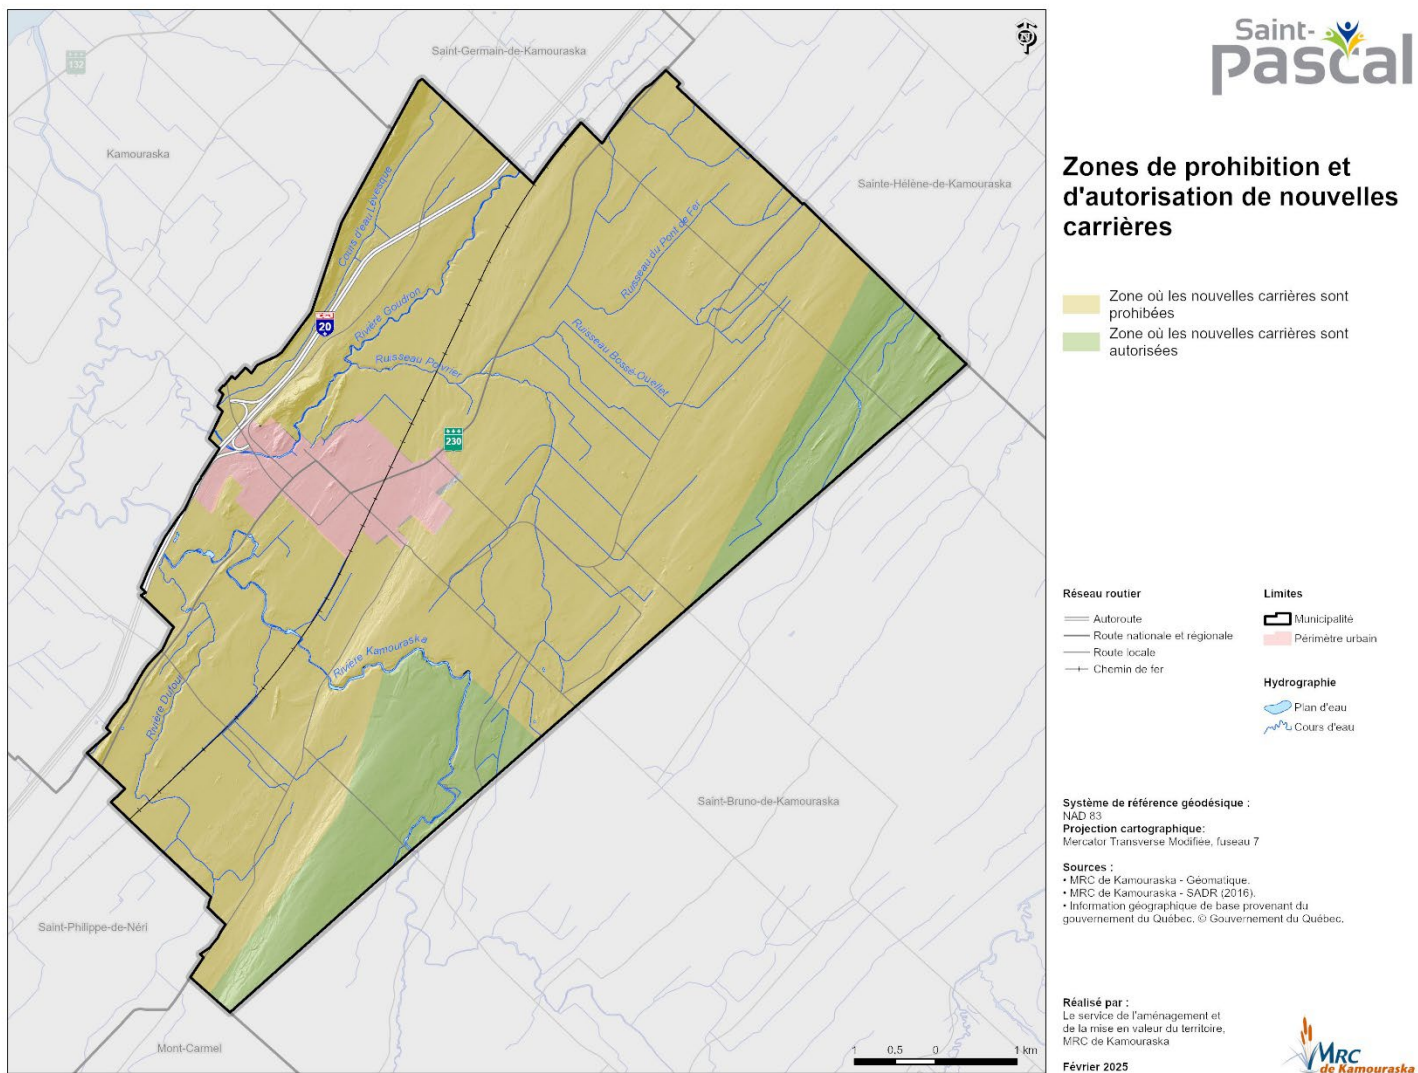 Saint-Germain-de-Kamouraska
132
Kamouraska
Sainte-Hélène-de-Kamouraska
Cours d'eau Lévesque
Ruisseau du Pont de Fer
20
Rivière Goudron
Ruisseau Poivrier
Ruisseau Bossé-Ouellet
230
Rivière Kamouraska
Rivière Dufour
Saint-Bruno-de-Kamouraska
Saint-Philippe-de-Néri
Mont-Carmel
1 0,5 0 1 km
N
Saint-
pascal
Zones de prohibition et
d'autorisation de nouvelles
carrières
Zone où les nouvelles carrières sont
prohibées
Zone où les nouvelles carrières sont
autorisées
Réseau routier
Autoroute
Route nationale et régionale
Route locale
Chemin de fer
Limites
Municipalité
Périmètre urbain
Hydrographie
Plan d'eau
Cours d'eau
Système de référence géodésique :
NAD 83
Projection cartographique:
Mercator Transverse Modifiée, fuseau 7
Sources :
• MRC de Kamouraska - Géomatique.
• MRC de Kamouraska - SADR (2016).
• Information géographique de base provenant du
gouvernement du Québec. © Gouvernement du Québec.
Réalisé par :
Le service de l'aménagement et
de la mise en valeur du territoire,
MRC de Kamouraska
Février 2025
MRC
de Kamouraska